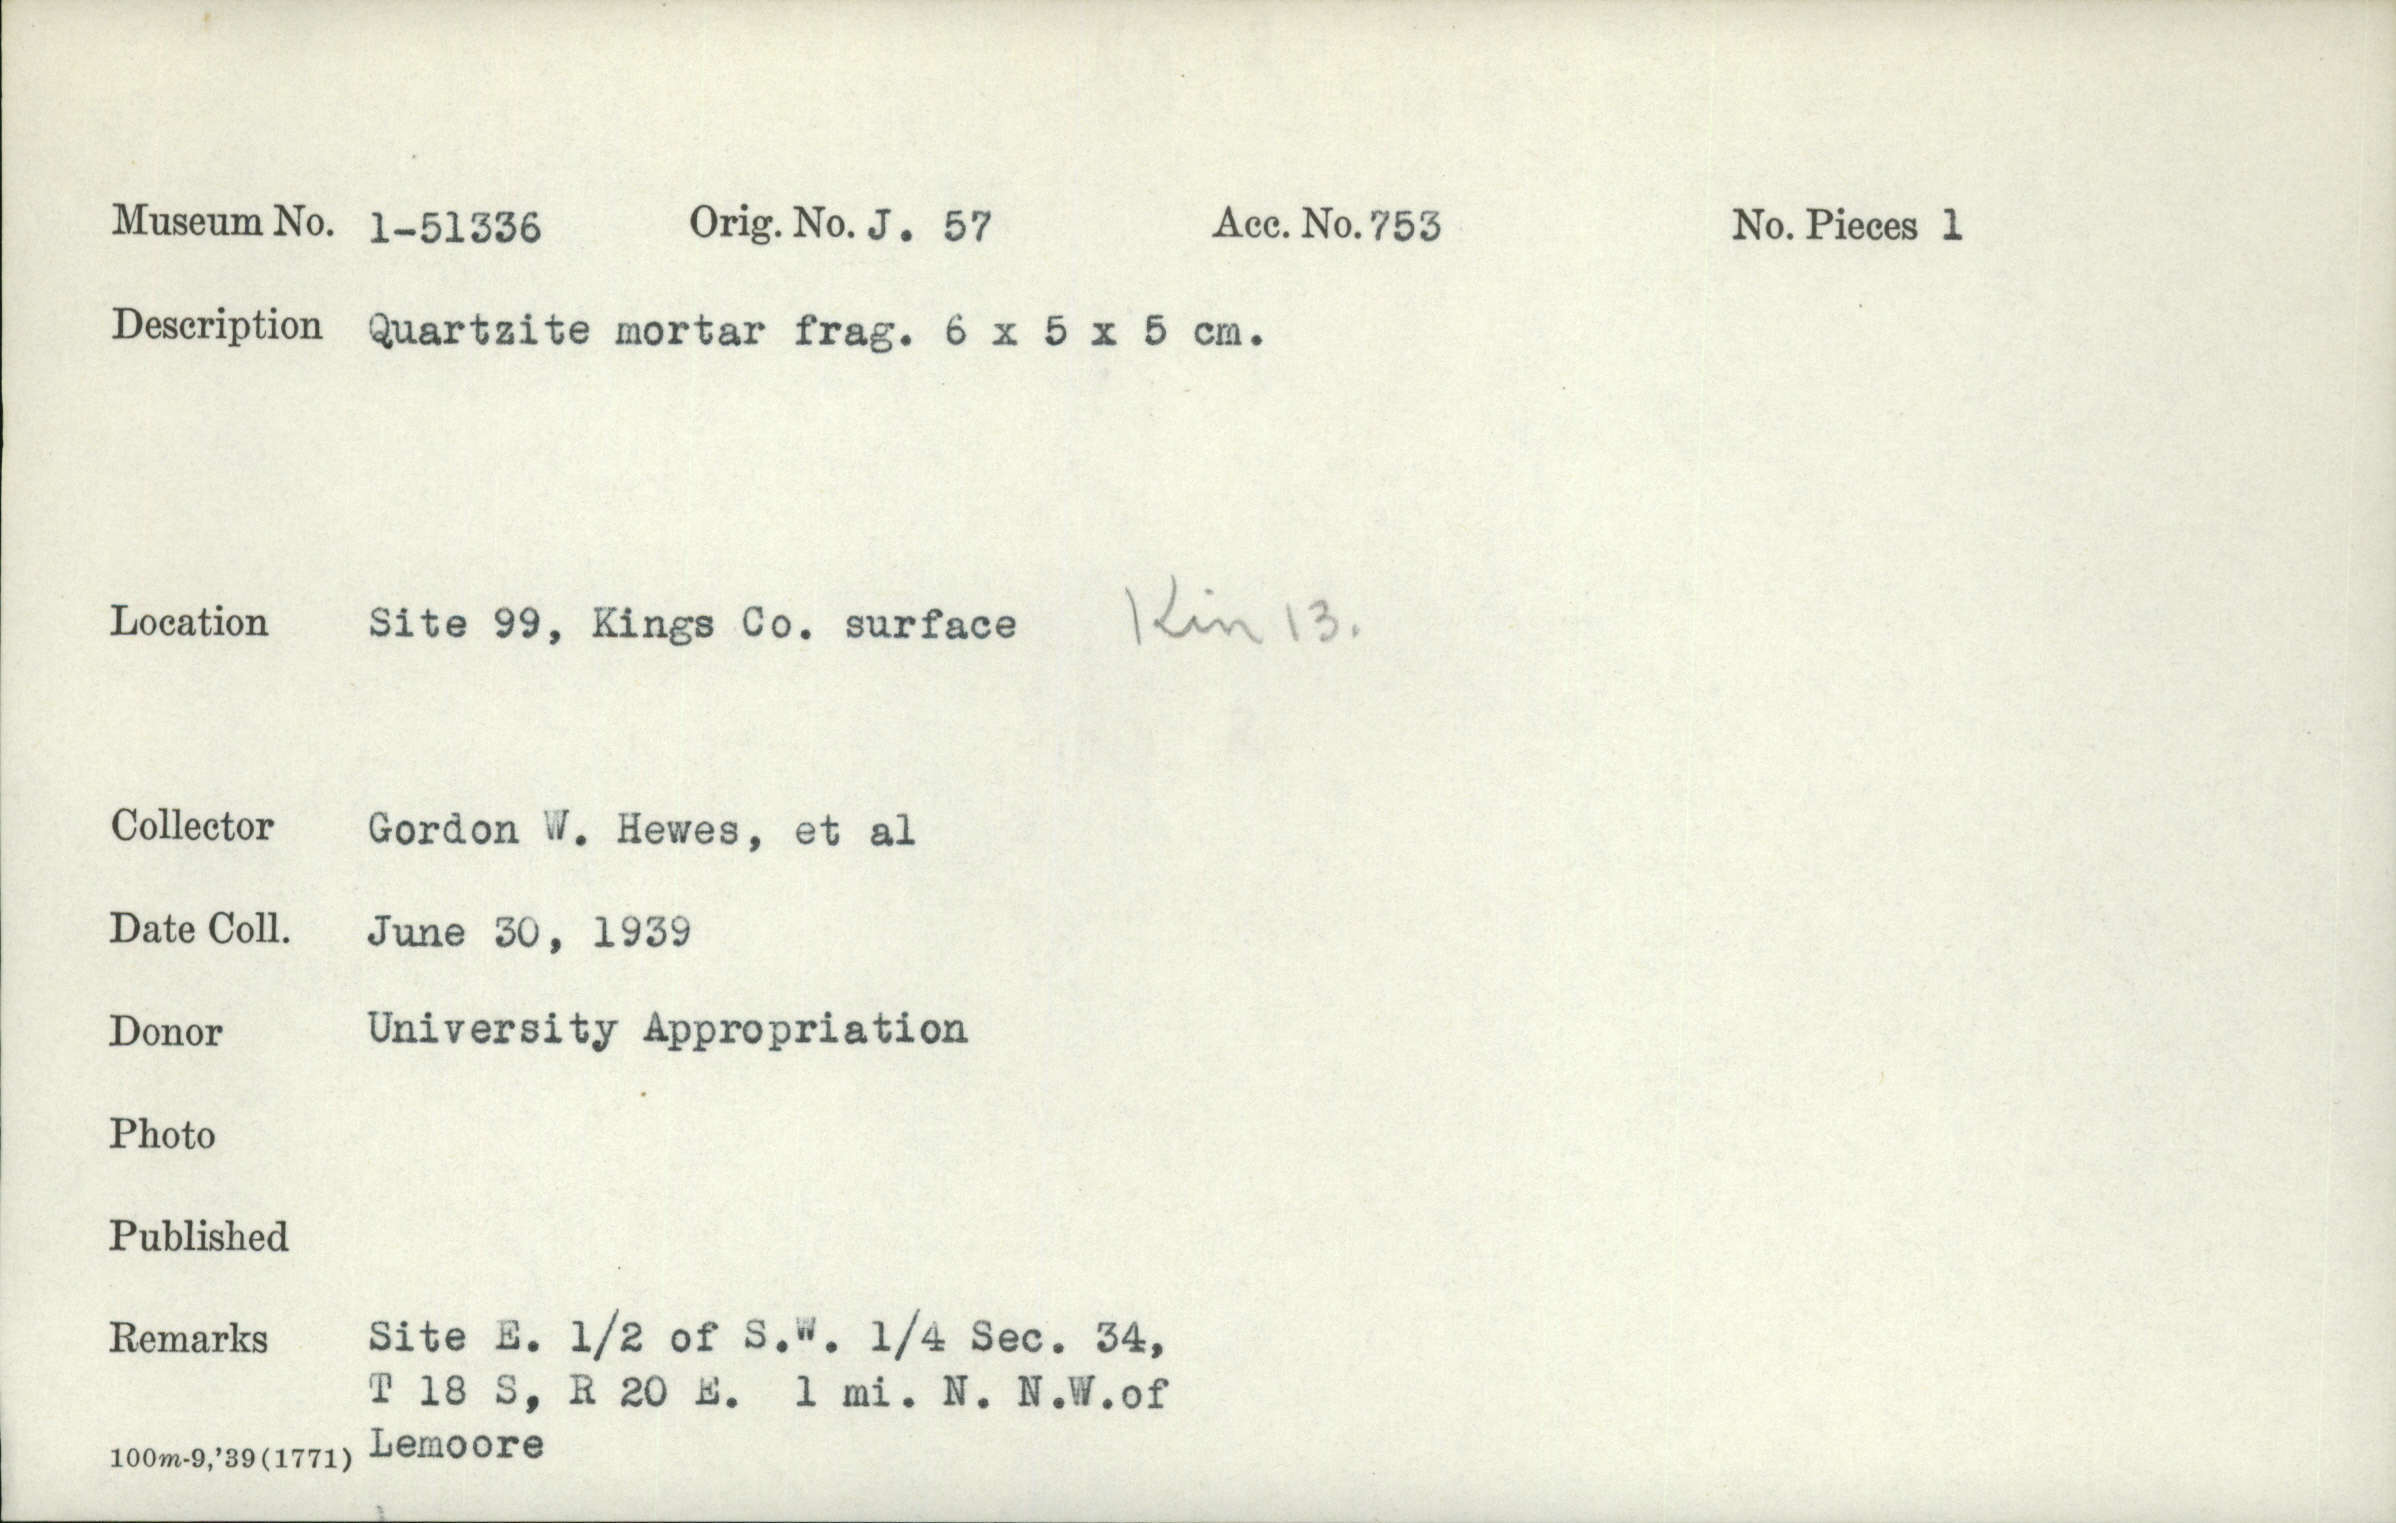 Museum No. 1-51336 Orig. No. J. 57 Acc. No. 753 No. Pieces 1
Description Quartzite mortar frag. 6 x 5 x 5 cm.
Location Site 99, Kings Co. surface Kin 13.
Collector Gordon W. Hewes, et al
Date Coll. June 30, 1939
Donor University Appropriation
Photo
Published
Remarks Site E. 1/2 of S.W. 1/4 Sec. 34,
T 18 S, R 20 E. 1 mi. N. N.W.of
100m-9,'39(1771) Lemoore